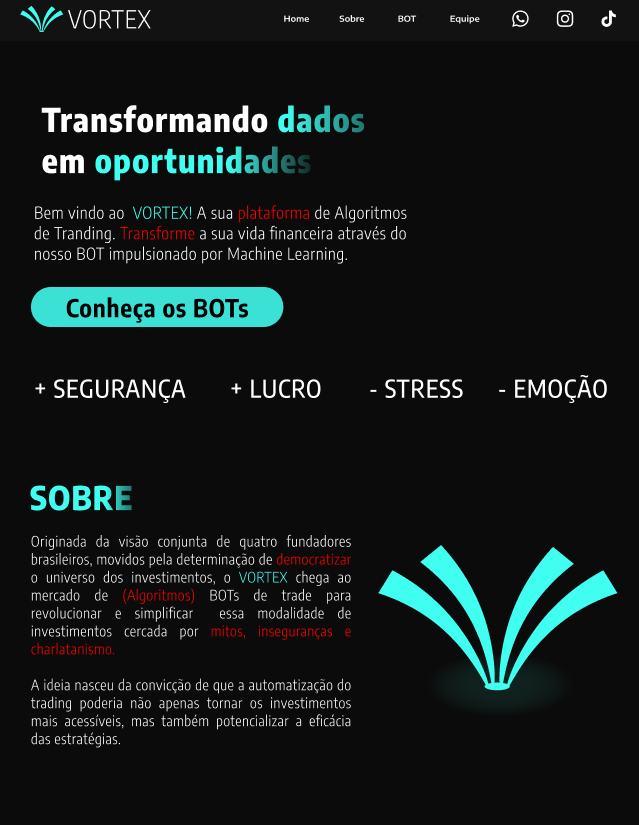 VORTEX
Home Sobre BOT Equipe
Transformando dados
em oportunidades
Bem vindo ao VORTEX! A sua plataforma de Algoritmos
de Tranding. Transforme a sua vida financeira através do
nosso BOT impulsionado por Machine Learning.
Conheça os BOTs
+ SEGURANÇA + LUCRO - STRESS - EMOÇÃO
SOBRE
Originada da visão conjunta de quatro fundadores
brasileiros, movidos pela determinação de democratizar
o universo dos investimentos, o VORTEX chega ao
mercado de (Algoritmos) BOTs de trade para
revolucionar e simplificar essa modalidade de
investimentos cercada por mitos, inseguranças e
charlatanismo.
A ideia nasceu da convicção de que a automatização do
trading poderia não apenas tornar os investimentos
mais acessíveis, mas também potencializar a eficácia
das estratégias.